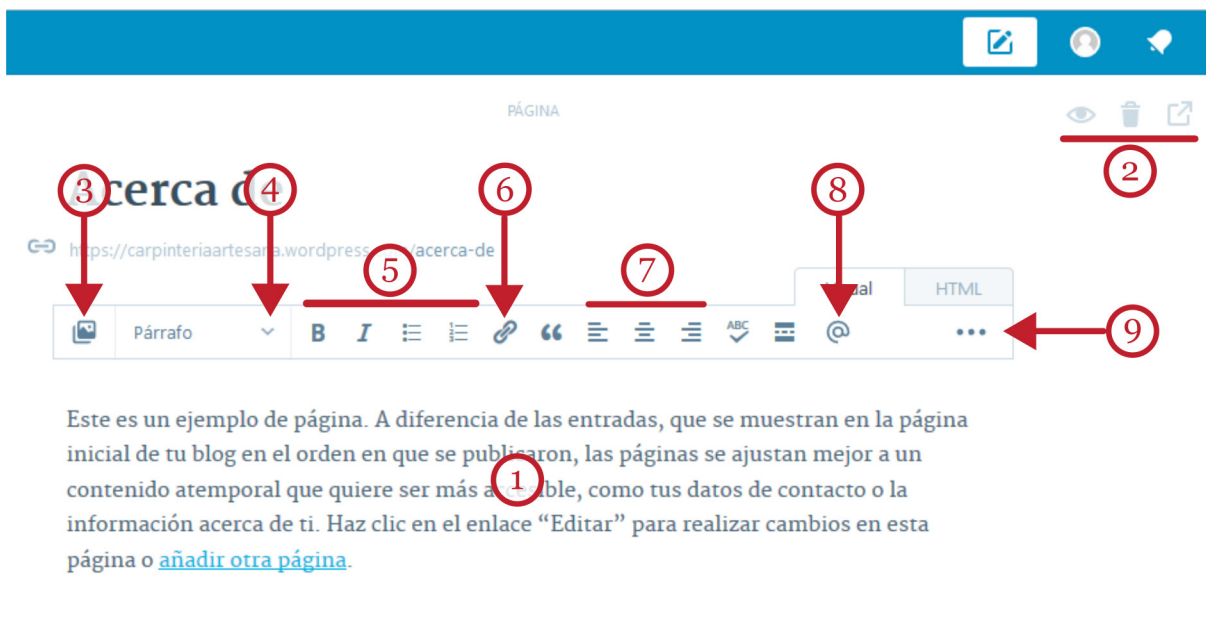 PÁGINA
2
3 4 6 8
Acerca de
https://carpinteriaartesana.wordpress.com/acerca-de
5 7
Visual HTML
Párrafo B I ABC @ ••• 9
Este es un ejemplo de página. A diferencia de las entradas, que se muestran en la página
inicial de tu blog en el orden en que se publicaron, las páginas se ajustan mejor a un
1
contenido atemporal que quiere ser más accesible, como tus datos de contacto o la
información acerca de ti. Haz clic en el enlace “Editar” para realizar cambios en esta
página o añadir otra página.